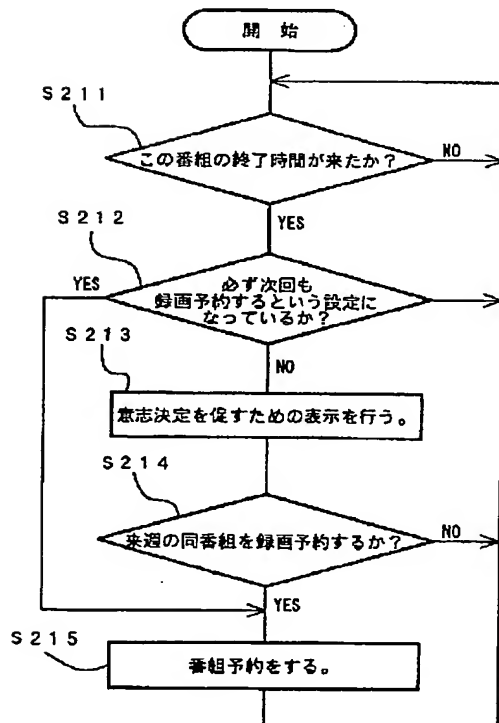 開始
S211
この番組の終了時間が来たか?
NO
YES
S212
YES
必ず次回も
録画予約するという設定に
なっているか?
S213
NO
意志決定を促すための表示を行う。
S214
来週の同番組を録画予約するか?
NO
YES
S215
番組予約をする。